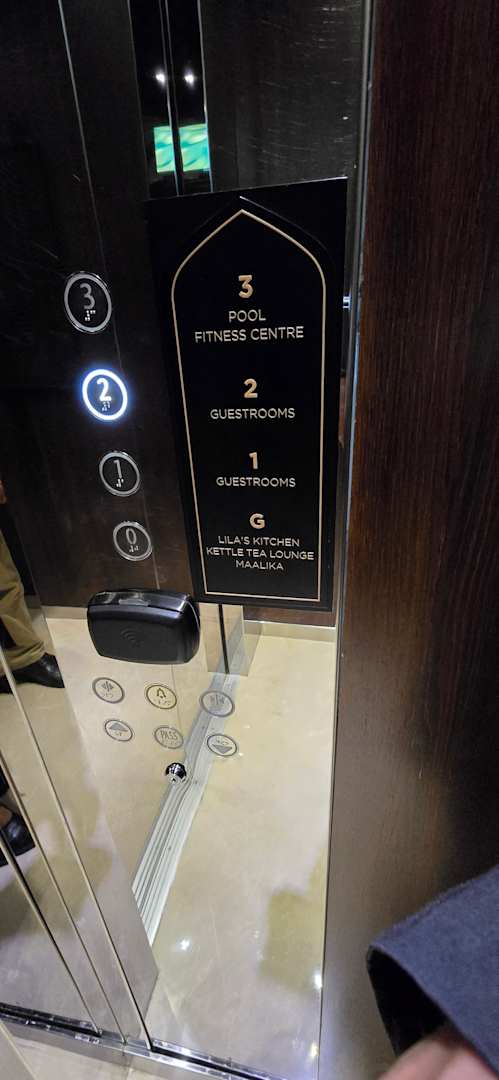 3
POOL
FITNESS CENTRE
2
GUESTROOMS
1
GUESTROOMS
G
LILA'S KITCHEN
KETTLE TEA LOUNGE
MAALIKA
3
2
1
0
PASS